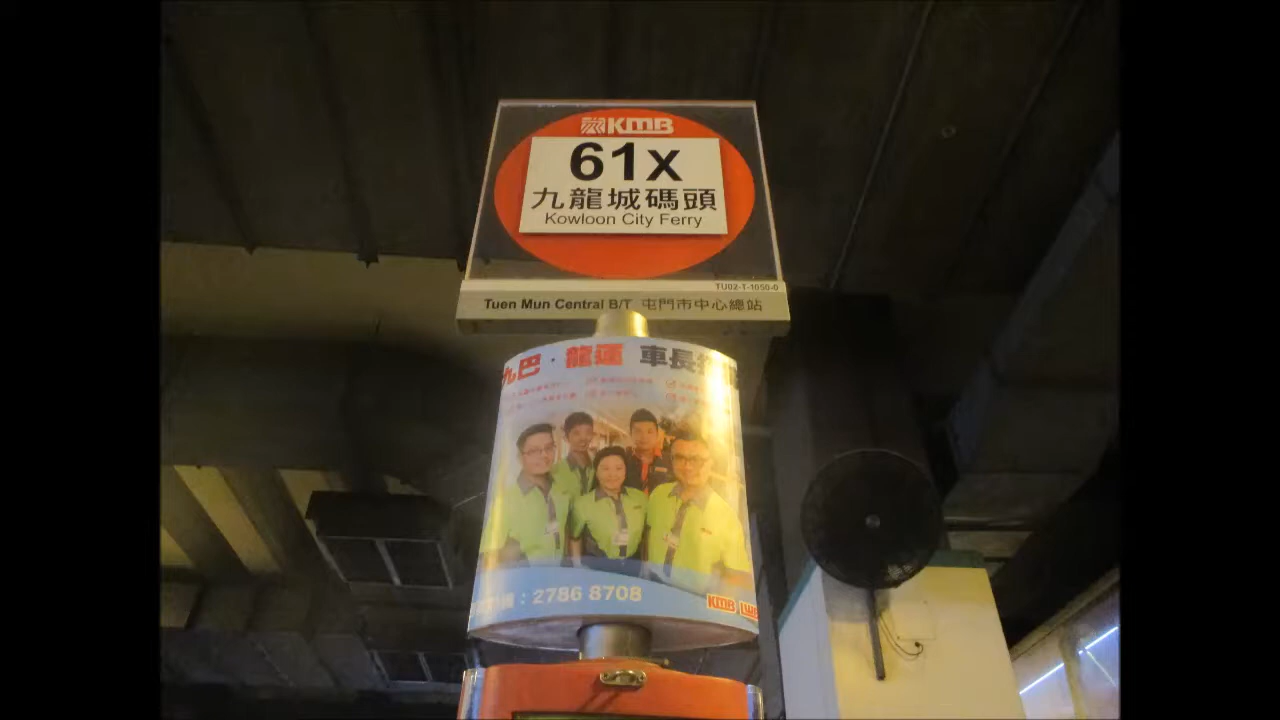 KMB
61X
九龍城碼頭
Kowloon City Ferry
TU02-T-1050-0
Tuen Mun Central B/T 屯門市中心總站
九巴·龍運 車長
：2786 8708
KMB LWB